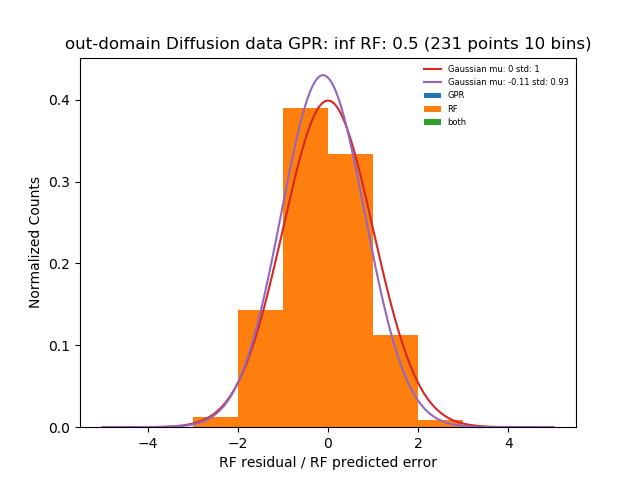 out-domain Diffusion data GPR: inf RF: 0.5 (231 points 10 bins)
Gaussian mu: 0 std: 1
Gaussian mu: -0.11 std: 0.93
GPR
RF
both
Normalized Counts
0.4
0.3
0.2
0.1
0.0
−4
−2
0
2
4
RF residual / RF predicted error